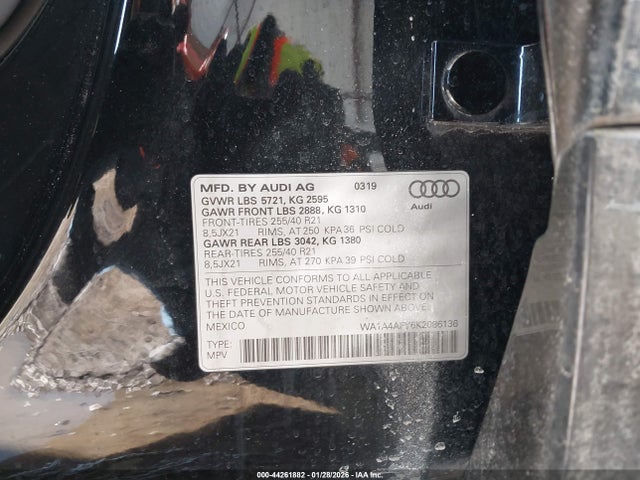 MFD. BY AUDI AG 0319
GVWR LBS 5721, KG 2595
GAWR FRONT LBS 2888, KG 1310
FRONT-TIRES 255/40 R21
8,5JX21 RIMS, AT 250 KPA 36 PSI COLD
GAWR REAR LBS 3042, KG 1380
REAR-TIRES 255/40 R21
8,5JX21 RIMS, AT 270 KPA 39 PSI COLD
Audi
THIS VEHICLE CONFORMS TO ALL APPLICABLE
U.S. FEDERAL MOTOR VEHICLE SAFETY AND
THEFT PREVENTION STANDARDS IN EFFECT ON
THE DATE OF MANUFACTURE SHOWN ABOVE.
MEXICO
TYPE:
MPV
000-44261882 - 01/28/2026 - IAA Inc.